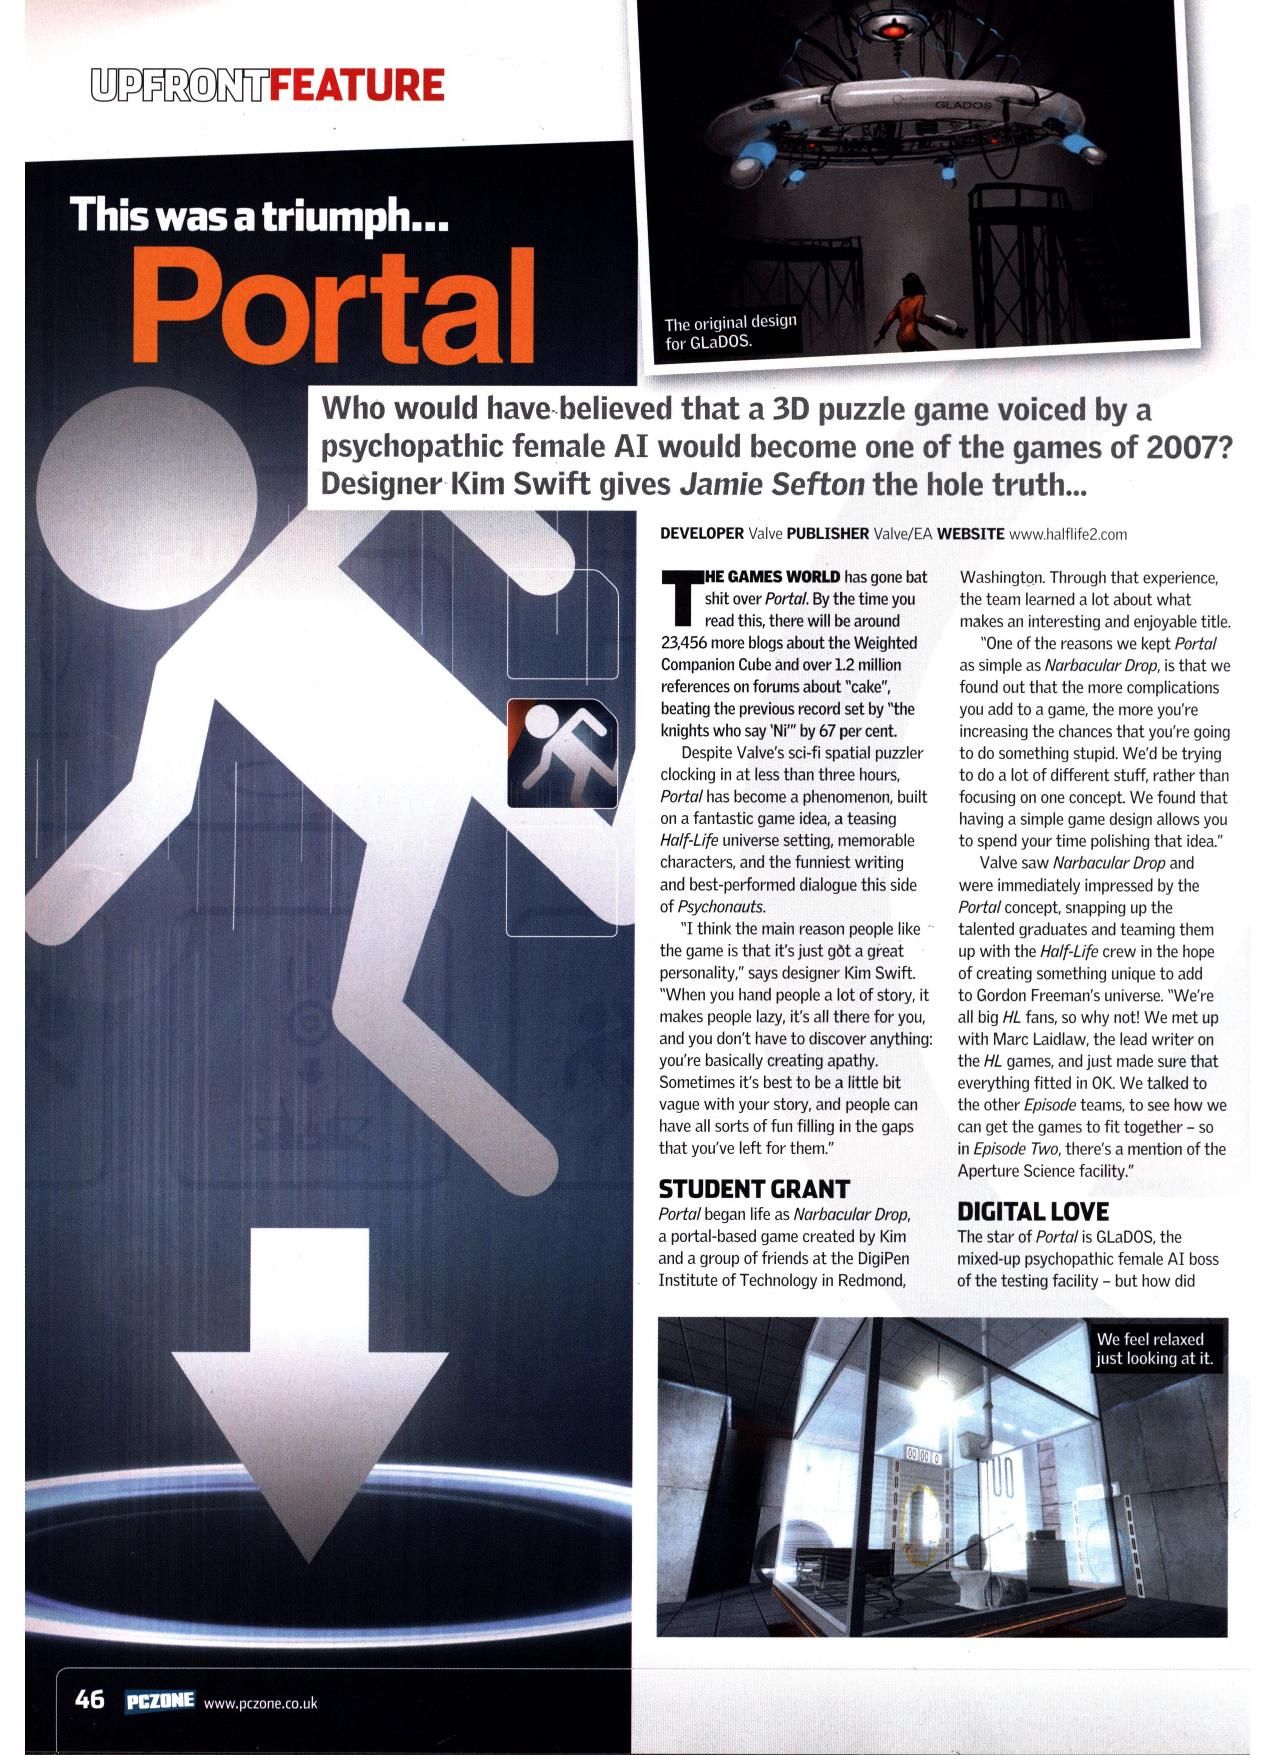 UPFRONTFEATURE
APERTURE LABORATORIES
GLADOS
The original design
for GLaDOS.
This was a triumph...
Portal
Who would have believed that a 3D puzzle game voiced by a
psychopathic female AI would become one of the games of 2007?
Designer Kim Swift gives Jamie Sefton the hole truth...
DEVELOPER Valve PUBLISHER Valve/EA WEBSITE www.halflife2.com
THE GAMES WORLD has gone bat
shit over Portal. By the time you
read this, there will be around
23,456 more blogs about the Weighted
Companion Cube and over 1.2 million
references on forums about “cake”,
beating the previous record set by “the
knights who say ‘Ni’” by 67 per cent.
Despite Valve’s sci-fi spatial puzzler
clocking in at less than three hours,
Portal has become a phenomenon, built
on a fantastic game idea, a teasing
Half-Life universe setting, memorable
characters, and the funniest writing
and best-performed dialogue this side
of Psychonauts.
“I think the main reason people like
the game is that it’s just got a great
personality,” says designer Kim Swift.
“When you hand people a lot of story, it
makes people lazy, it’s all there for you,
and you don’t have to discover anything:
you’re basically creating apathy.
Sometimes it’s best to be a little bit
vague with your story, and people can
have all sorts of fun filling in the gaps
that you’ve left for them.”
STUDENT GRANT
Portal began life as Narbacular Drop,
a portal-based game created by Kim
and a group of friends at the DigiPen
Institute of Technology in Redmond,
Washington. Through that experience,
the team learned a lot about what
makes an interesting and enjoyable title.
“One of the reasons we kept Portal
as simple as Narbacular Drop, is that we
found out that the more complications
you add to a game, the more you’re
increasing the chances that you’re going
to do something stupid. We’d be trying
to do a lot of different stuff, rather than
focusing on one concept. We found that
having a simple game design allows you
to spend your time polishing that idea.”
Valve saw Narbacular Drop and
were immediately impressed by the
Portal concept, snapping up the
talented graduates and teaming them
up with the Half-Life crew in the hope
of creating something unique to add
to Gordon Freeman’s universe. “We’re
all big HL fans, so why not! We met up
with Marc Laidlaw, the lead writer on
the HL games, and just made sure that
everything fitted in OK. We talked to
the other Episode teams, to see how we
can get the games to fit together – so
in Episode Two, there’s a mention of the
Aperture Science facility.”
DIGITAL LOVE
The star of Portal is GLaDOS, the
mixed-up psychopathic female AI boss
of the testing facility – but how did
We feel relaxed
just looking at it.
46 PCZONE www.pczone.co.uk